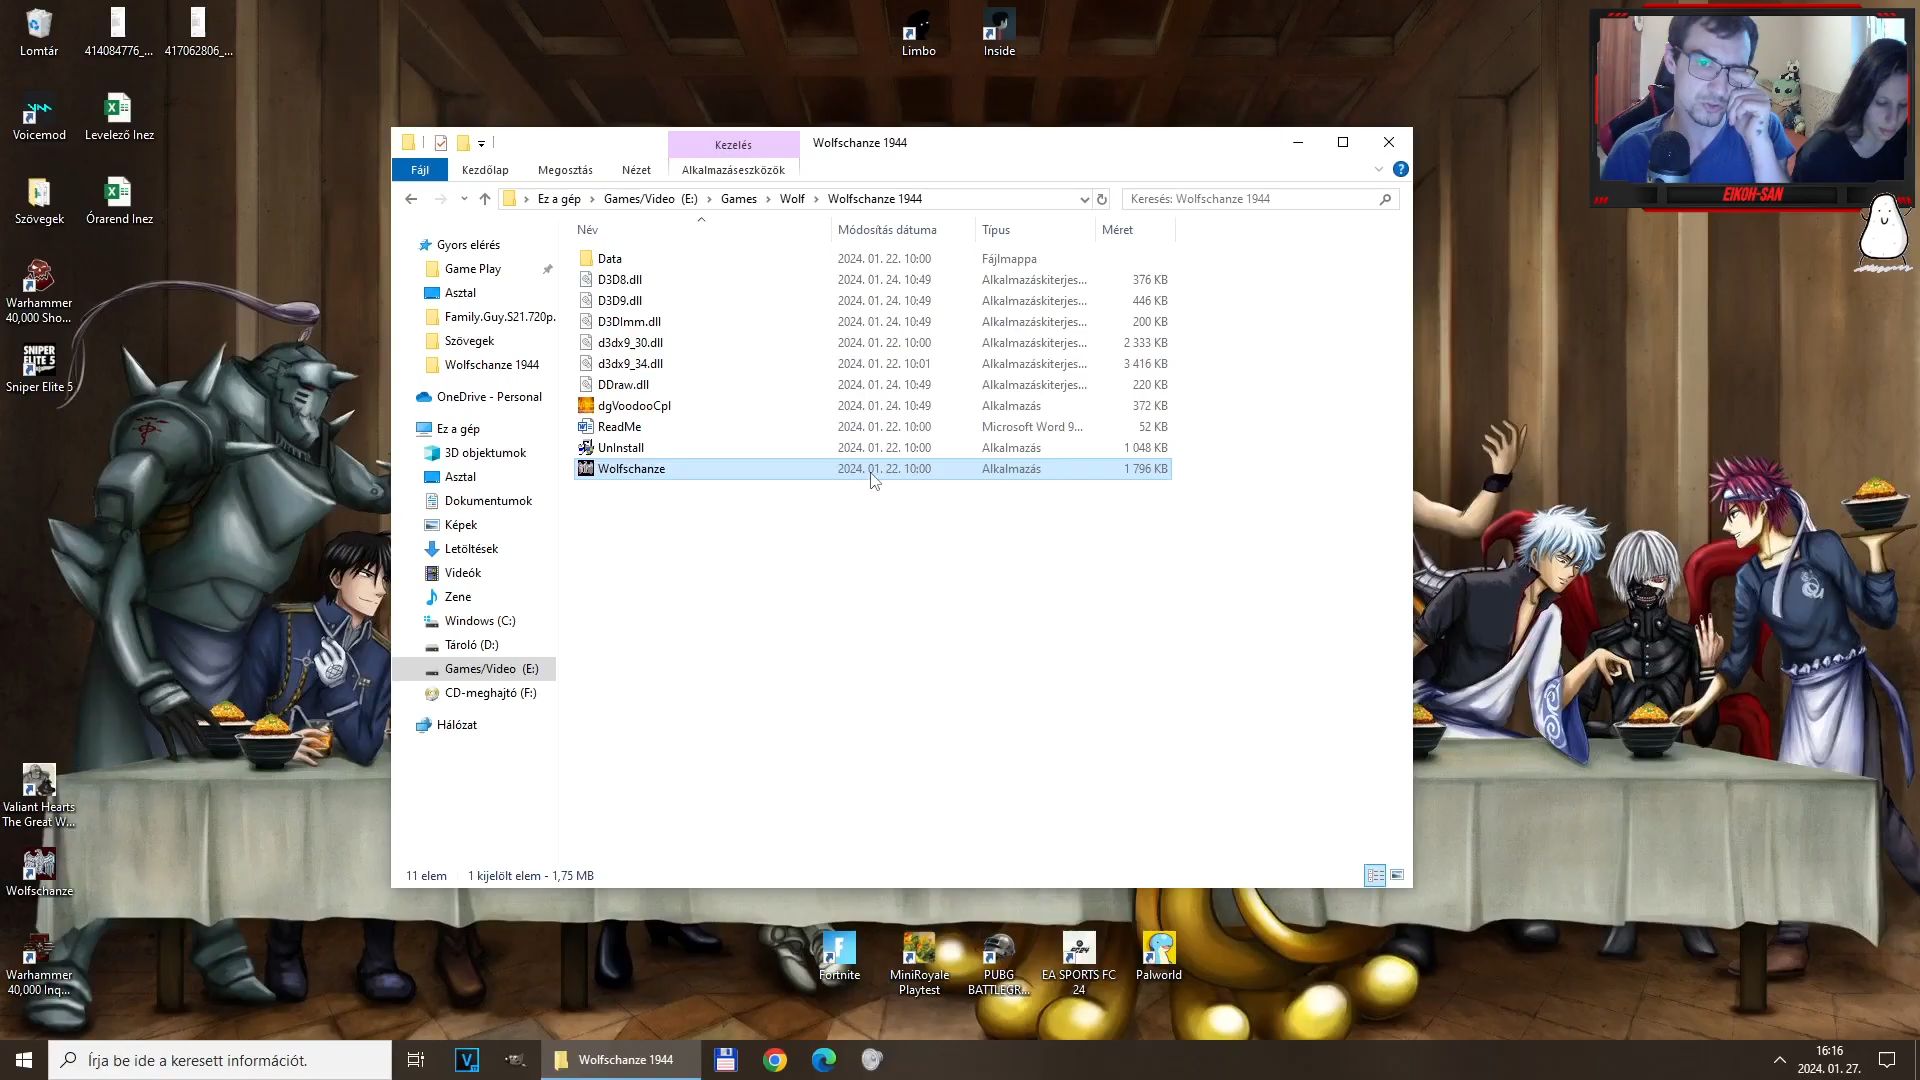 Lomtár
414084776_...
417062806_...
Limbo
Inside
Voicemod
Levelező Inez
Szövegek
Órarend Inez
Warhammer
40,000 Sho...
SNIPER
ELITE 5
Sniper Elite 5
Valiant Hearts
The Great W...
Wolfschanze
Warhammer
40,000 Inq...
EIKOH-SAN
Kezelés
Wolfschanze 1944
Fájl
Kezdőlap
Megosztás
Nézet
Alkalmazáseszközök
Ez a gép
Games/Video (E:)
Games
Wolf
Wolfschanze 1944
Keresés: Wolfschanze 1944
Név
Módosítás dátuma
Típus
Méret
Gyors elérés
Game Play
Asztal
Family.Guy.S21.720p.
Szövegek
Wolfschanze 1944
OneDrive - Personal
Ez a gép
3D objektumok
Asztal
Dokumentumok
Képek
Letöltések
Videók
Zene
Windows (C:)
Tároló (D:)
Games/Video (E:)
CD-meghajtó (F:)
Hálózat
Data 2024. 01. 22. 10:00 Fájlmappa
D3D8.dll 2024. 01. 24. 10:49 Alkalmazáskiterjes... 376 KB
D3D9.dll 2024. 01. 24. 10:49 Alkalmazáskiterjes... 446 KB
D3DImm.dll 2024. 01. 24. 10:49 Alkalmazáskiterjes... 200 KB
d3dx9_30.dll 2024. 01. 22. 10:00 Alkalmazáskiterjes... 2 333 KB
d3dx9_34.dll 2024. 01. 22. 10:01 Alkalmazáskiterjes... 3 416 KB
DDraw.dll 2024. 01. 24. 10:49 Alkalmazáskiterjes... 220 KB
dgVoodooCpl 2024. 01. 24. 10:49 Alkalmazás 372 KB
ReadMe 2024. 01. 22. 10:00 Microsoft Word 9... 52 KB
UnInstall 2024. 01. 22. 10:00 Alkalmazás 1 048 KB
Wolfschanze 2024. 01. 22. 10:00 Alkalmazás 1 796 KB
11 elem
1 kijelölt elem - 1,75 MB
Fortnite
MiniRoyale
Playtest
PUBG
BATTLEGR...
EA SPORTS FC
24
Palworld
Írja be ide a keresett információt.
Wolfschanze 1944
16:16
2024. 01. 27.